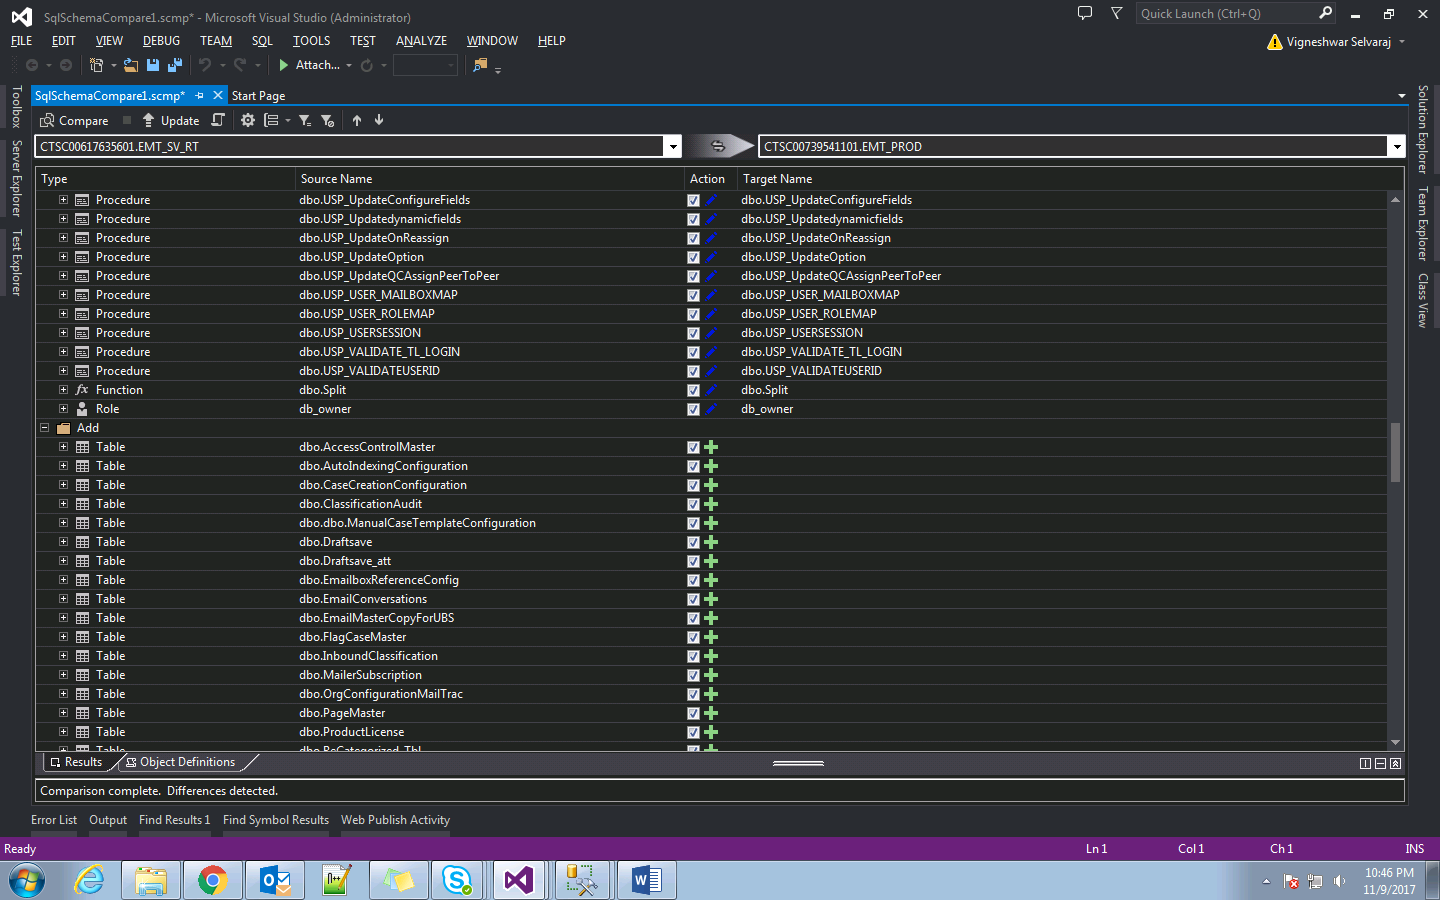 SqlSchemaCompare1.scmp* - Microsoft Visual Studio (Administrator)
Quick Launch (Ctrl+Q)
FILE EDIT VIEW DEBUG TEAM SQL TOOLS TEST ANALYZE WINDOW HELP
Vigneshwar Selvaraj
Attach...
SqlSchemaCompare1.scmp* Start Page
Compare Update
CTSC00617635601.EMT_SV_RT CTSC00739541101.EMT_PROD
Type Source Name Action Target Name
Procedure dbo.USP_UpdateConfigureFields dbo.USP_UpdateConfigureFields
Procedure dbo.USP_Updatedynamicfields dbo.USP_Updatedynamicfields
Procedure dbo.USP_UpdateOnReassign dbo.USP_UpdateOnReassign
Procedure dbo.USP_UpdateOption dbo.USP_UpdateOption
Procedure dbo.USP_UpdateQCAssignPeerToPeer dbo.USP_UpdateQCAssignPeerToPeer
Procedure dbo.USP_USER_MAILBOXMAP dbo.USP_USER_MAILBOXMAP
Procedure dbo.USP_USER_ROLEMAP dbo.USP_USER_ROLEMAP
Procedure dbo.USP_USERSESSION dbo.USP_USERSESSION
Procedure dbo.USP_VALIDATE_TL_LOGIN dbo.USP_VALIDATE_TL_LOGIN
Procedure dbo.USP_VALIDATEUSERID dbo.USP_VALIDATEUSERID
fx Function dbo.Split dbo.Split
Role db_owner db_owner
Add
Table dbo.AccessControlMaster
Table dbo.AutoIndexingConfiguration
Table dbo.CaseCreationConfiguration
Table dbo.ClassificationAudit
Table dbo.dbo.ManualCaseTemplateConfiguration
Table dbo.Draftsave
Table dbo.Draftsave_att
Table dbo.EmailboxReferenceConfig
Table dbo.EmailConversations
Table dbo.EmailMasterCopyForUBS
Table dbo.FlagCaseMaster
Table dbo.InboundClassification
Table dbo.MailerSubscription
Table dbo.OrgConfigurationMailTrac
Table dbo.PageMaster
Table dbo.ProductLicense
Table dbo.ReCategorized_Tbl
Toolbox
Server Explorer
Test Explorer
Solution Explorer
Team Explorer
Class View
Results Object Definitions
Comparison complete. Differences detected.
Error List Output Find Results 1 Find Symbol Results Web Publish Activity
Ready Ln 1 Col 1 Ch 1 INS
10:46 PM
11/9/2017